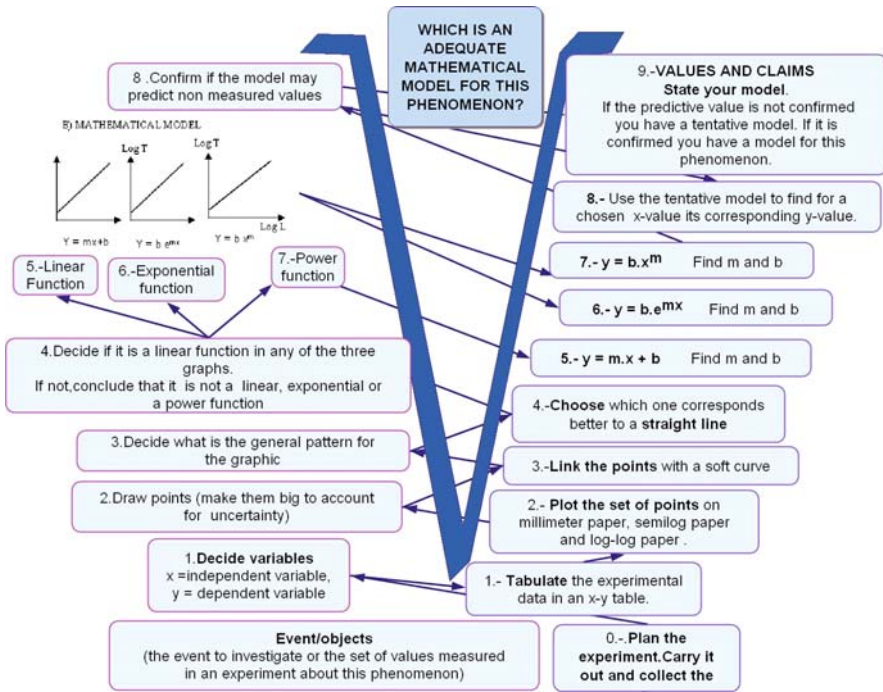 WHICH IS AN
ADEQUATE
MATHEMATICAL
MODEL FOR THIS
PHENOMENON?
8 .Confirm if the model may
predict non measured values
E) MATHEMATICAL MODEL
Log T
Log T
Log L
Y = mx+b
Y = b e^mx
Y = b x^m
5.-Linear
Function
6.-Exponential
function
7.-Power
function
4.Decide if it is a linear function in any of the three
graphs.
If not,conclude that it is not a linear, exponential or
a power function
3.Decide what is the general pattern for
the graphic
2.Draw points (make them big to account
for uncertainty)
1.Decide variables
x =independent variable,
y = dependent variable
Event/objects
(the event to investigate or the set of values measured
in an experiment about this phenomenon)
9.-VALUES AND CLAIMS
State your model.
If the predictive value is not confirmed
you have a tentative model. If it is
confirmed you have a model for this
phenomenon.
8.- Use the tentative model to find for a
chosen x-value its corresponding y-value.
7.- y = b.x^m Find m and b
6.- y = b.e^mx Find m and b
5.- y = m.x + b Find m and b
4.-Choose which one corresponds
better to a straight line
3.-Link the points with a soft curve
2.- Plot the set of points on
millimeter paper, semilog paper
and log-log paper .
1.- Tabulate the experimental
data in an x-y table.
0.-.Plan the
experiment.Carry it
out and collect the